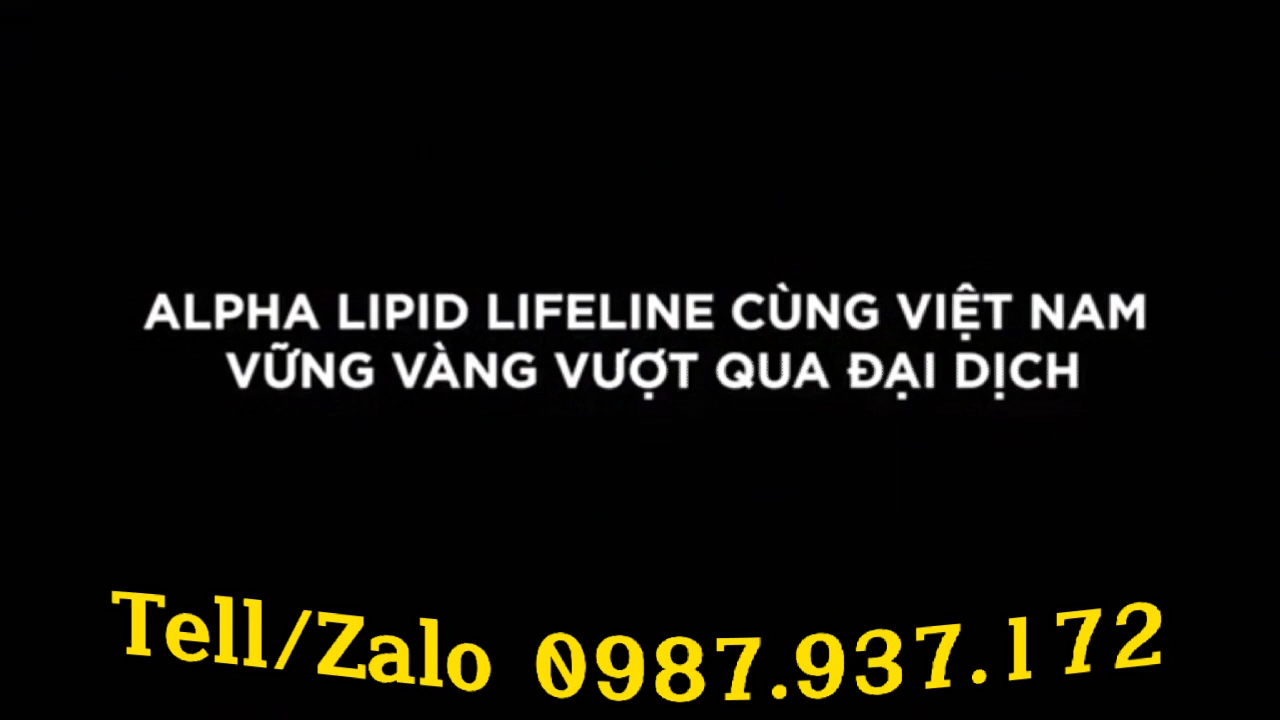 ALPHA LIPID LIFELINE CÙNG VIỆT NAM
VỮNG VÀNG VƯỢT QUA ĐẠI DỊCH
Tell/Zalo 0987.937.172